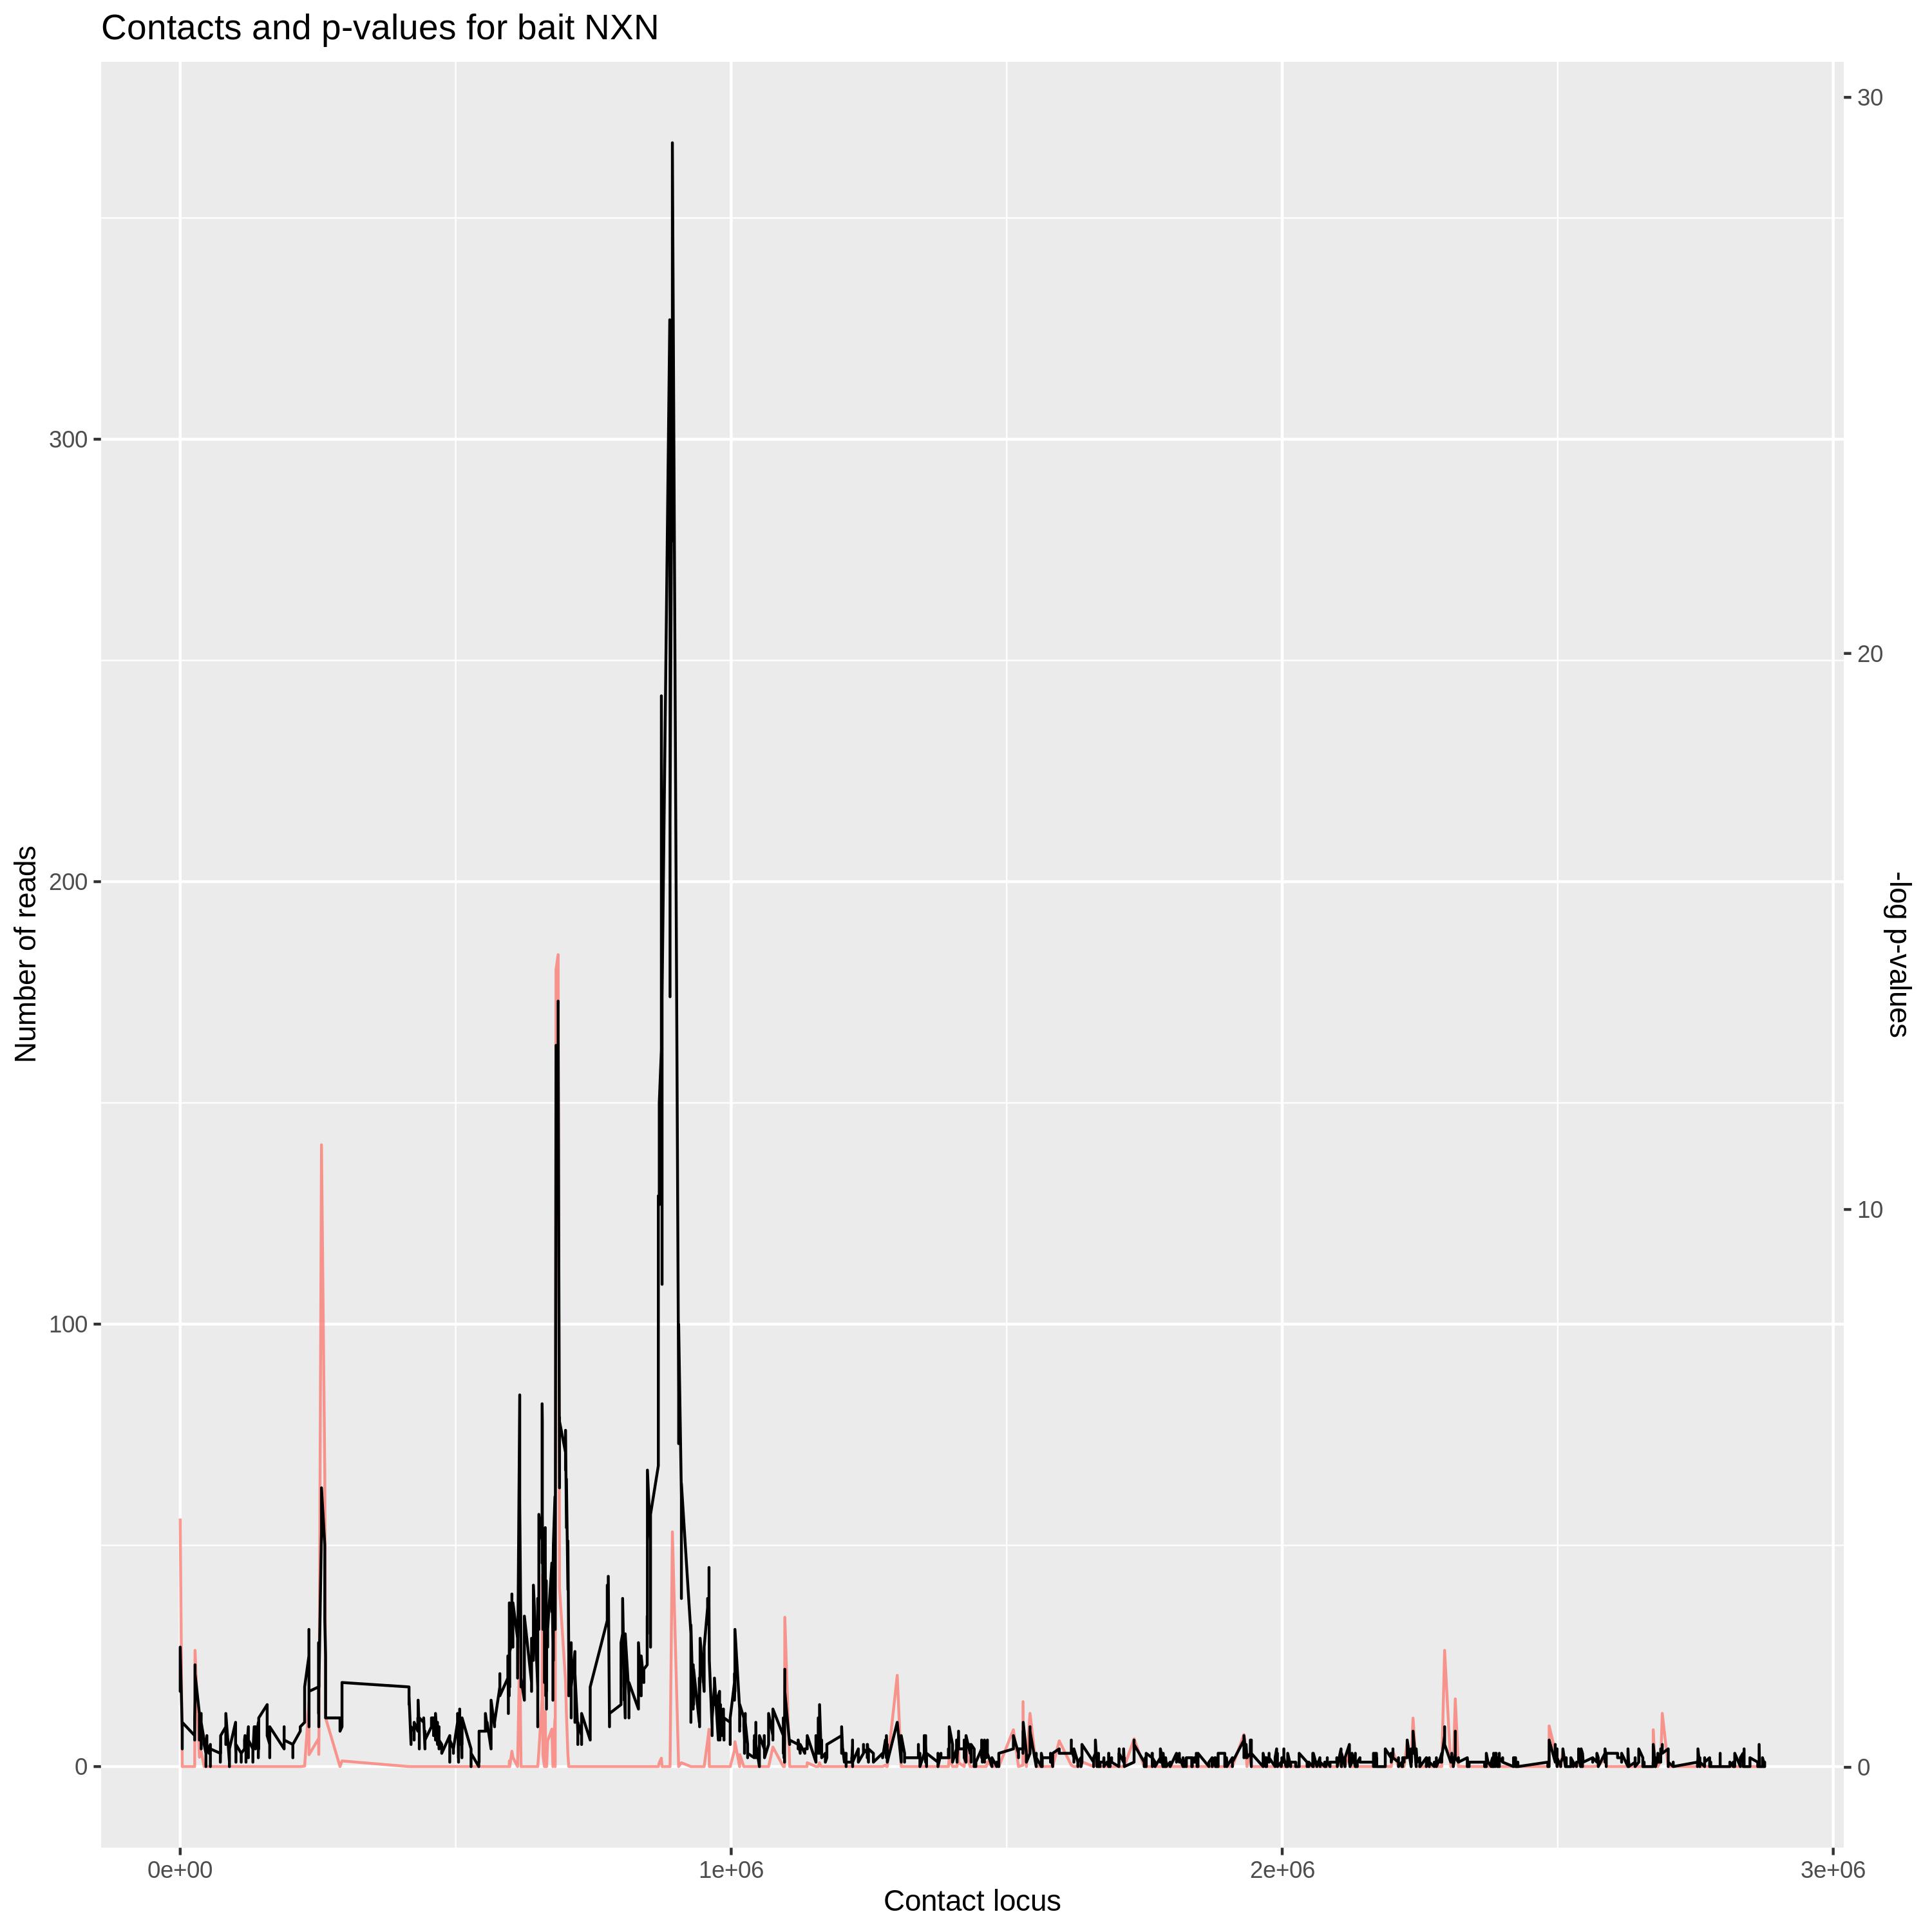 Contacts and p-values for bait NXN
30
300
20
200
10
100
0
0
Number of reads
-log p-values
0e+00
1e+06
2e+06
3e+06
Contact locus